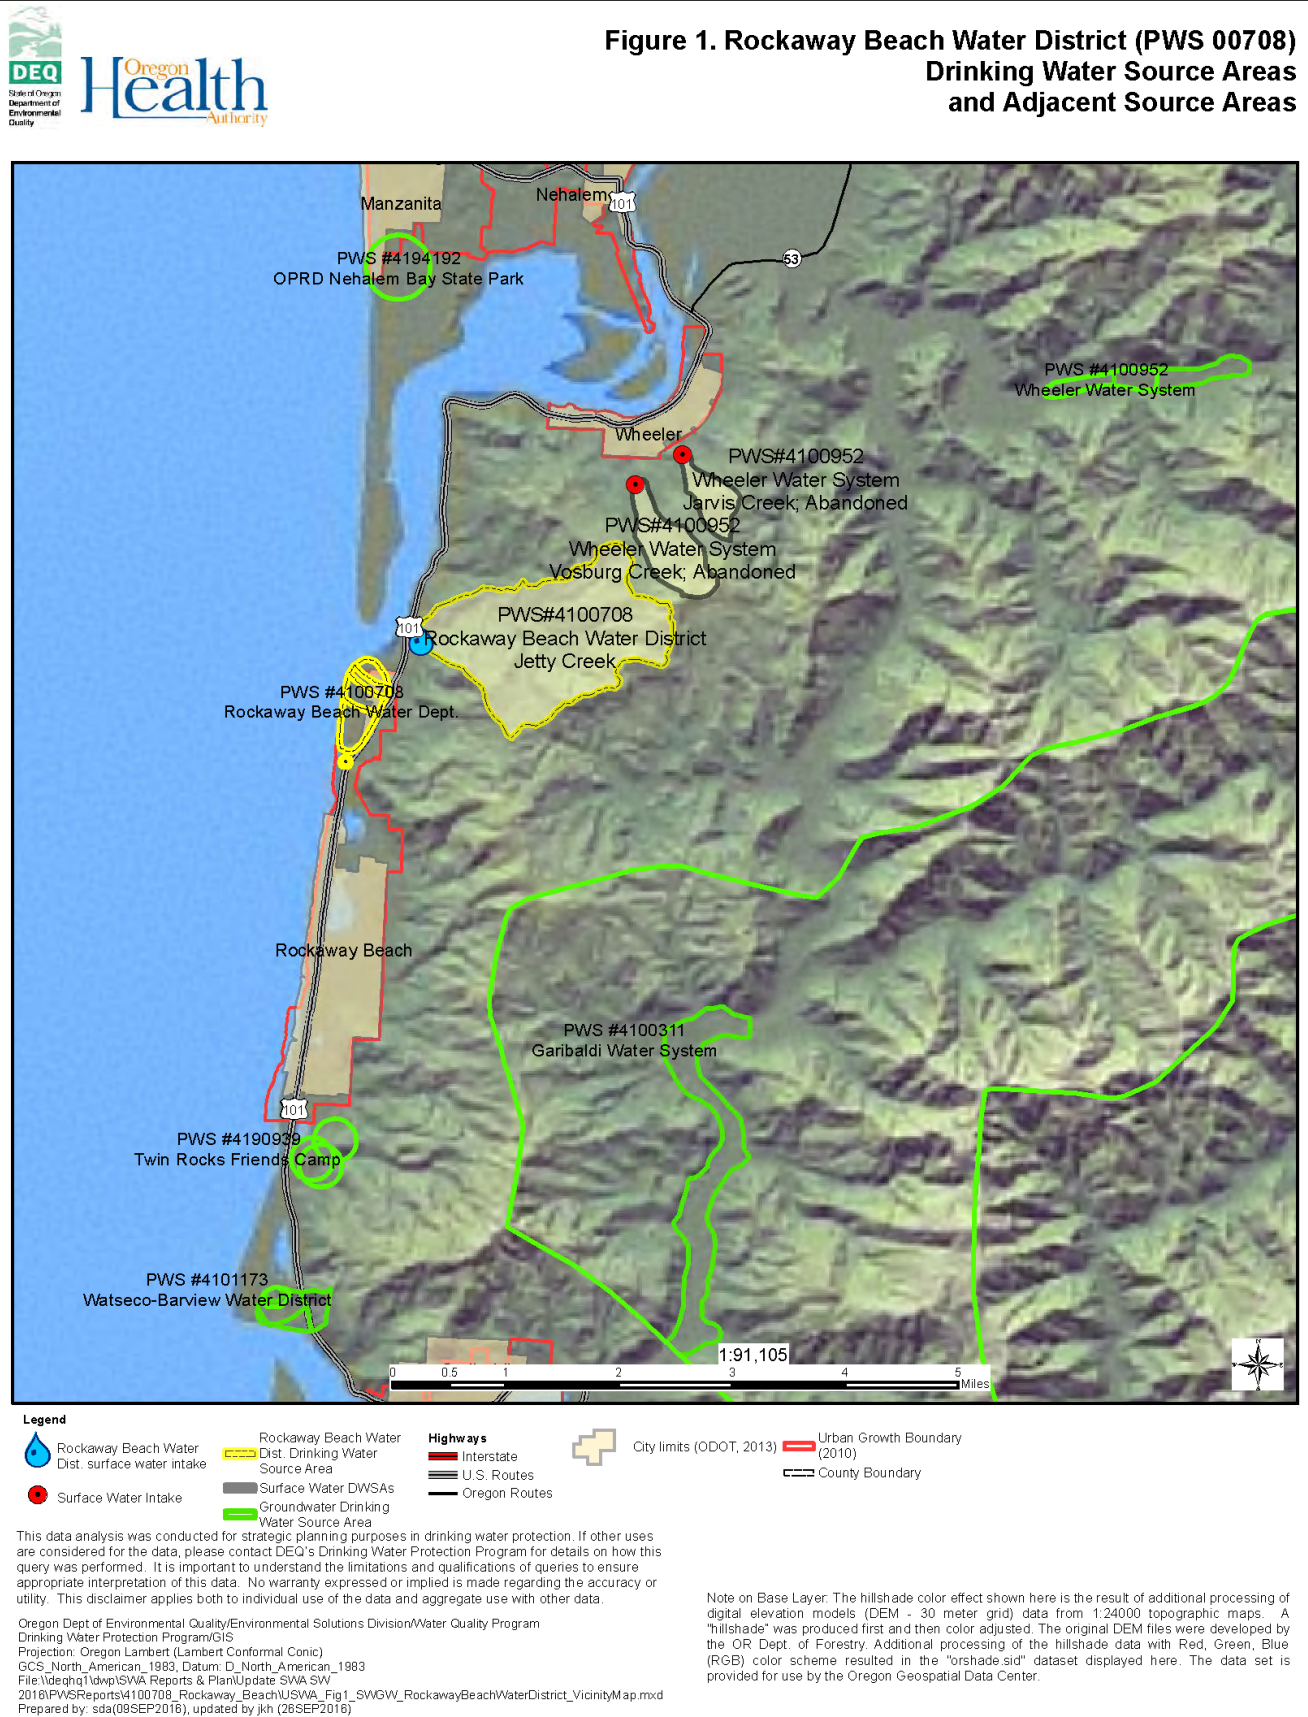 Figure 1. Rockaway Beach Water District (PWS 00708)
Drinking Water Source Areas
and Adjacent Source Areas
DEQ
State of Oregon
Department of
Environmental
Quality
Oregon
Health
Authority
Manzanita
Nehalem
101
PWS #4194192
OPRD Nehalem Bay State Park
53
PWS #4100952
Wheeler Water System
Wheeler
PWS#4100952
Wheeler Water System
Jarvis Creek; Abandoned
PWS#4100952
Wheeler Water System
Vosburg Creek; Abandoned
PWS#4100708
Rockaway Beach Water District
Jetty Creek
101
PWS #4100708
Rockaway Beach Water Dept.
Rockaway Beach
PWS #4100311
Garibaldi Water System
101
PWS #4190939
Twin Rocks Friends Camp
PWS #4101173
Watseco-Barview Water District
1:91,105
0 0.5 1 2 3 4 5
Miles
N
W E
S
Legend
Rockaway Beach Water
Dist. surface water intake
Surface Water Intake
Rockaway Beach Water
Dist. Drinking Water
Source Area
Surface Water DWSAs
Groundwater Drinking
Water Source Area
Highways
Interstate
U.S. Routes
Oregon Routes
City limits (ODOT, 2013)
Urban Growth Boundary
(2010)
County Boundary
This data analysis was conducted for strategic planning purposes in drinking water protection. If other uses
are considered for the data, please contact DEQ's Drinking Water Protection Program for details on how this
query was performed. It is important to understand the limitations and qualifications of queries to ensure
appropriate interpretation of this data. No warranty expressed or implied is made regarding the accuracy or
utility. This disclaimer applies both to individual use of the data and aggregate use with other data.
Oregon Dept of Environmental Quality/Environmental Solutions Division/Water Quality Program
Drinking Water Protection Program/GIS
Projection: Oregon Lambert (Lambert Conformal Conic)
GCS_North_American_1983, Datum: D_North_American_1983
File:\\deqhq1\dwp\SWA Reports & Plan\Update SWA SW
2016\PWSReports\4100708_Rockaway_Beach\USWA_Fig1_SWGW_RockawayBeachWaterDistrict_VicinityMap.mxd
Prepared by: sda(09SEP2016), updated by jkh (26SEP2016)
Note on Base Layer: The hillshade color effect shown here is the result of additional processing of
digital elevation models (DEM - 30 meter grid) data from 1:24000 topographic maps. A
"hillshade" was produced first and then color adjusted. The original DEM files were developed by
the OR Dept. of Forestry. Additional processing of the hillshade data with Red, Green, Blue
(RGB) color scheme resulted in the "orshade.sid" dataset displayed here. The data set is
provided for use by the Oregon Geospatial Data Center.